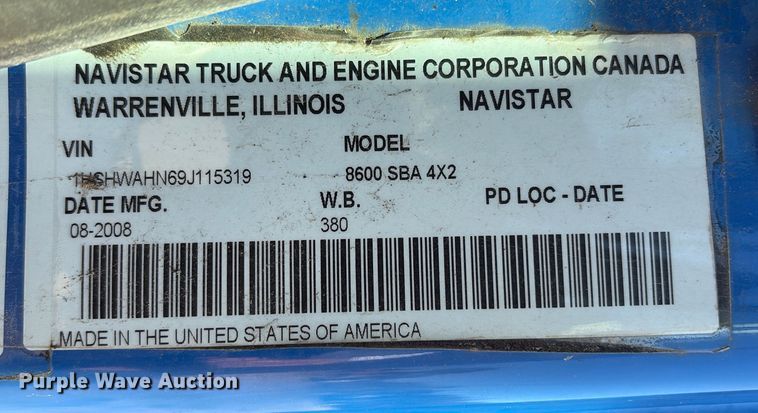 NAVISTAR TRUCK AND ENGINE CORPORATION CANADA
WARRENVILLE, ILLINOIS NAVISTAR
VIN MODEL
1HSHWAHN69J115319 8600 SBA 4X2
DATE MFG. W.B. PD LOC - DATE
08-2008 380
MADE IN THE UNITED STATES OF AMERICA
Purple Wave Auction